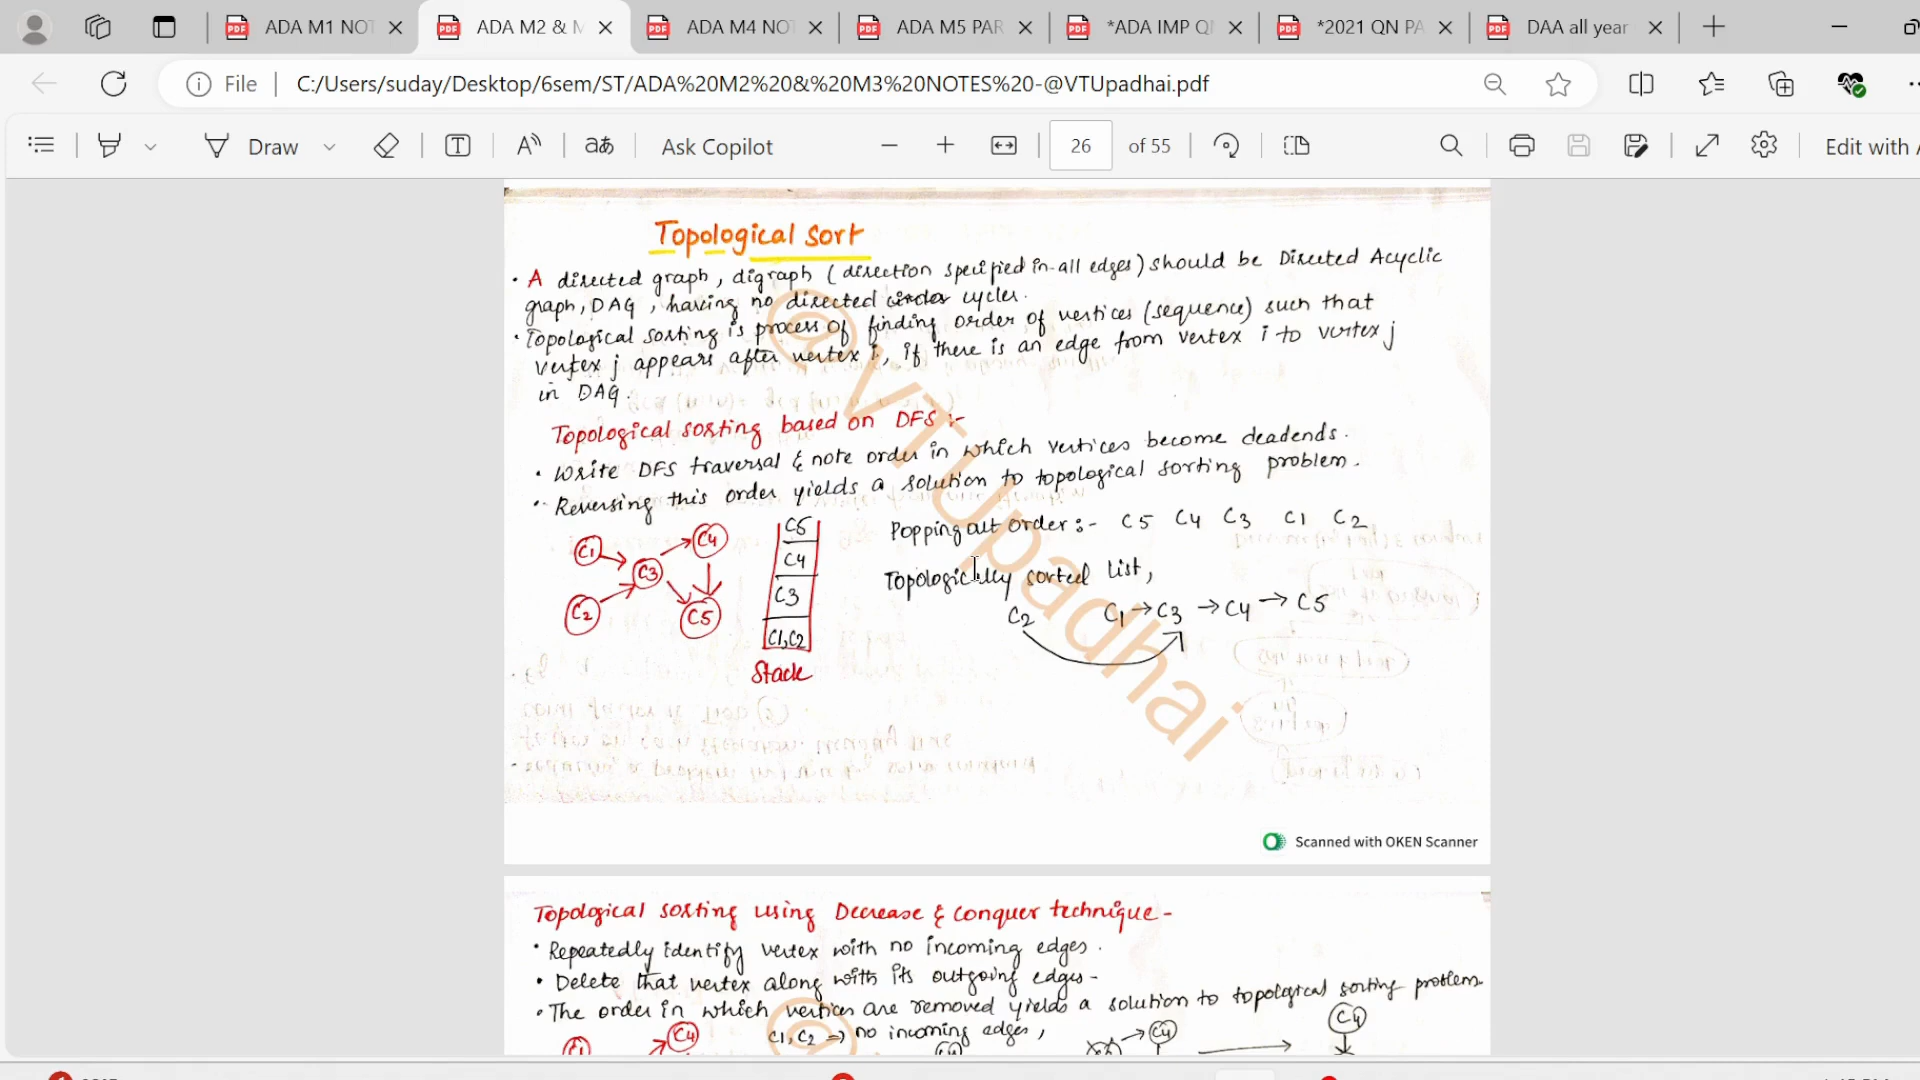 ADA M1 NOT
ADA M2 & M
ADA M4 NO
ADA M5 PAR
*ADA IMP Q
*2021 QN PA
DAA all year
File
C:/Users/suday/Desktop/6sem/ST/ADA%20M2%20&%20M3%20NOTES%20-@VTUpadhai.pdf
Draw
Ask Copilot
26 of 55
Edit with A
Topological Sort
• A directed graph, digraph (direction specified in all edges) should be Directed Acyclic
graph, DAG, having no directed cycles.
• Topological sorting is process of finding order of vertices (sequence) such that
vertex j appears after vertex i, if there is an edge from vertex i to vertex j
in DAG.
Topological sorting based on DFS :-
• Write DFS traversal & note order in which vertices become deadends.
• Reversing this order yields a solution to topological sorting problem.
C1 C4 C3 C2 C5
C5
C4
C3
C1,C2
Stack
Popping out order :- C5 C4 C3 C1 C2
Topologically sorted list,
C2 C1 → C3 → C4 → C5
@VTUpadhai
Scanned with OKEN Scanner
Topological sorting using Decrease & Conquer technique -
• Repeatedly identify vertex with no incoming edges.
• Delete that vertex along with its outgoing edges -
• The order in which vertices are removed yields a solution to topological sorting problem.
C1, C2 → no incoming edges,
C1 C4 C4 C4